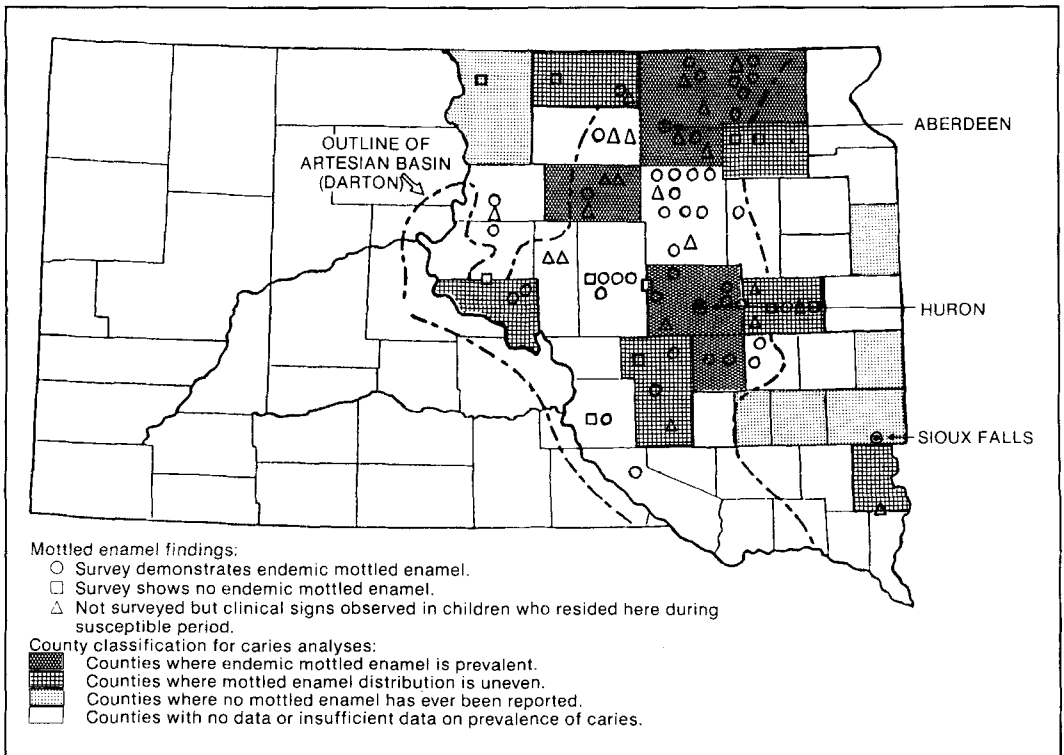 OUTLINE OF
ARTESIAN BASIN
(DARTON)
ABERDEEN
HURON
SIOUX FALLS
Mottled enamel findings:
Survey demonstrates endemic mottled enamel.
Survey shows no endemic mottled enamel.
Not surveyed but clinical signs observed in children who resided here during
susceptible period.
County classification for caries analyses:
Counties where endemic mottled enamel is prevalent.
Counties where mottled enamel distribution is uneven.
Counties where no mottled enamel has ever been reported.
Counties with no data or insufficient data on prevalence of caries.